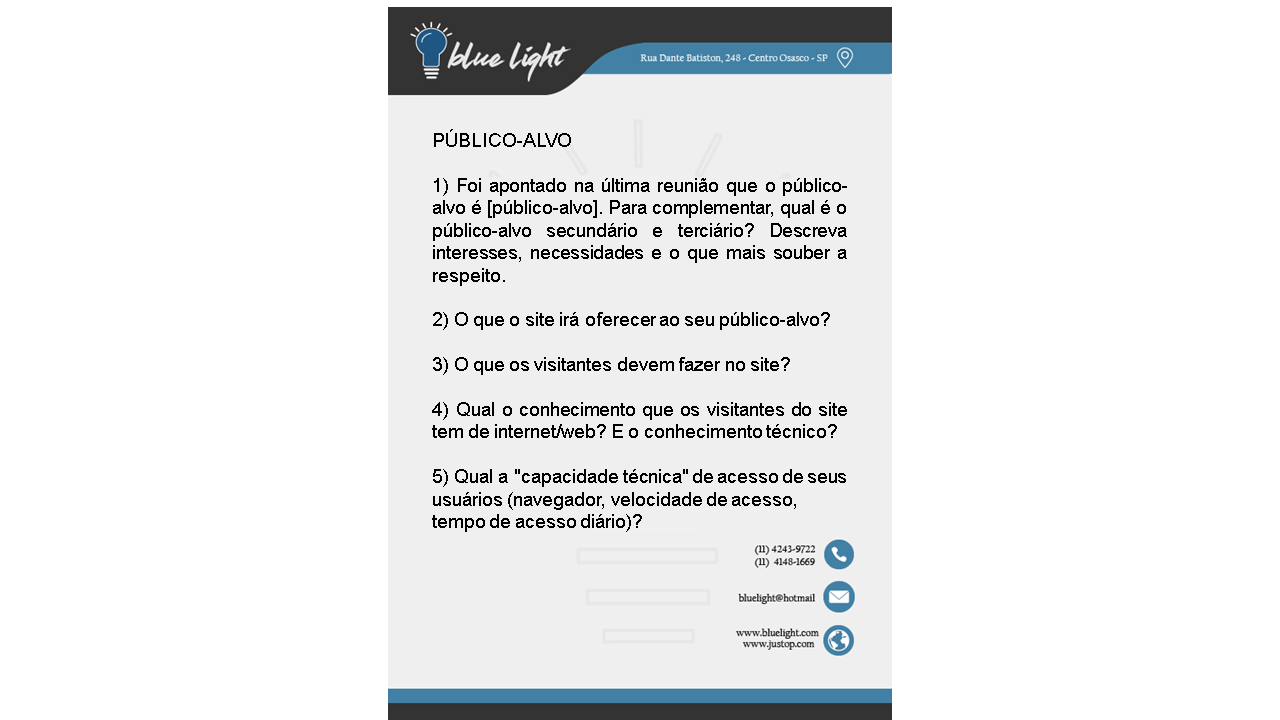 blue light
Rua Dante Batiston, 248 - Centro Osasco - SP
PÚBLICO-ALVO
1) Foi apontado na última reunião que o público-
alvo é [público-alvo]. Para complementar, qual é o
público-alvo secundário e terciário? Descreva
interesses, necessidades e o que mais souber a
respeito.
2) O que o site irá oferecer ao seu público-alvo?
3) O que os visitantes devem fazer no site?
4) Qual o conhecimento que os visitantes do site
tem de internet/web? E o conhecimento técnico?
5) Qual a "capacidade técnica" de acesso de seus
usuários (navegador, velocidade de acesso,
tempo de acesso diário)?
(11) 4243-9722
(11) 4148-1669
bluelight@hotmail
www.bluelight.com
www.justop.com